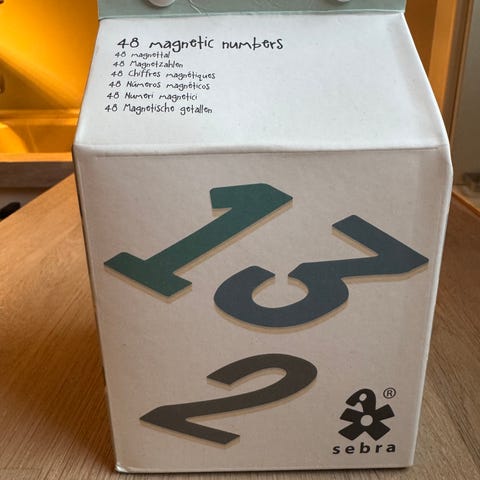 48 magnetic numbers
48 magnettal
48 Magnetzahlen
48 Chiffres magnétiques
48 Números magnéticos
48 Numeri magnetici
48 Magnetische getallen
1
3
2
®
sebra